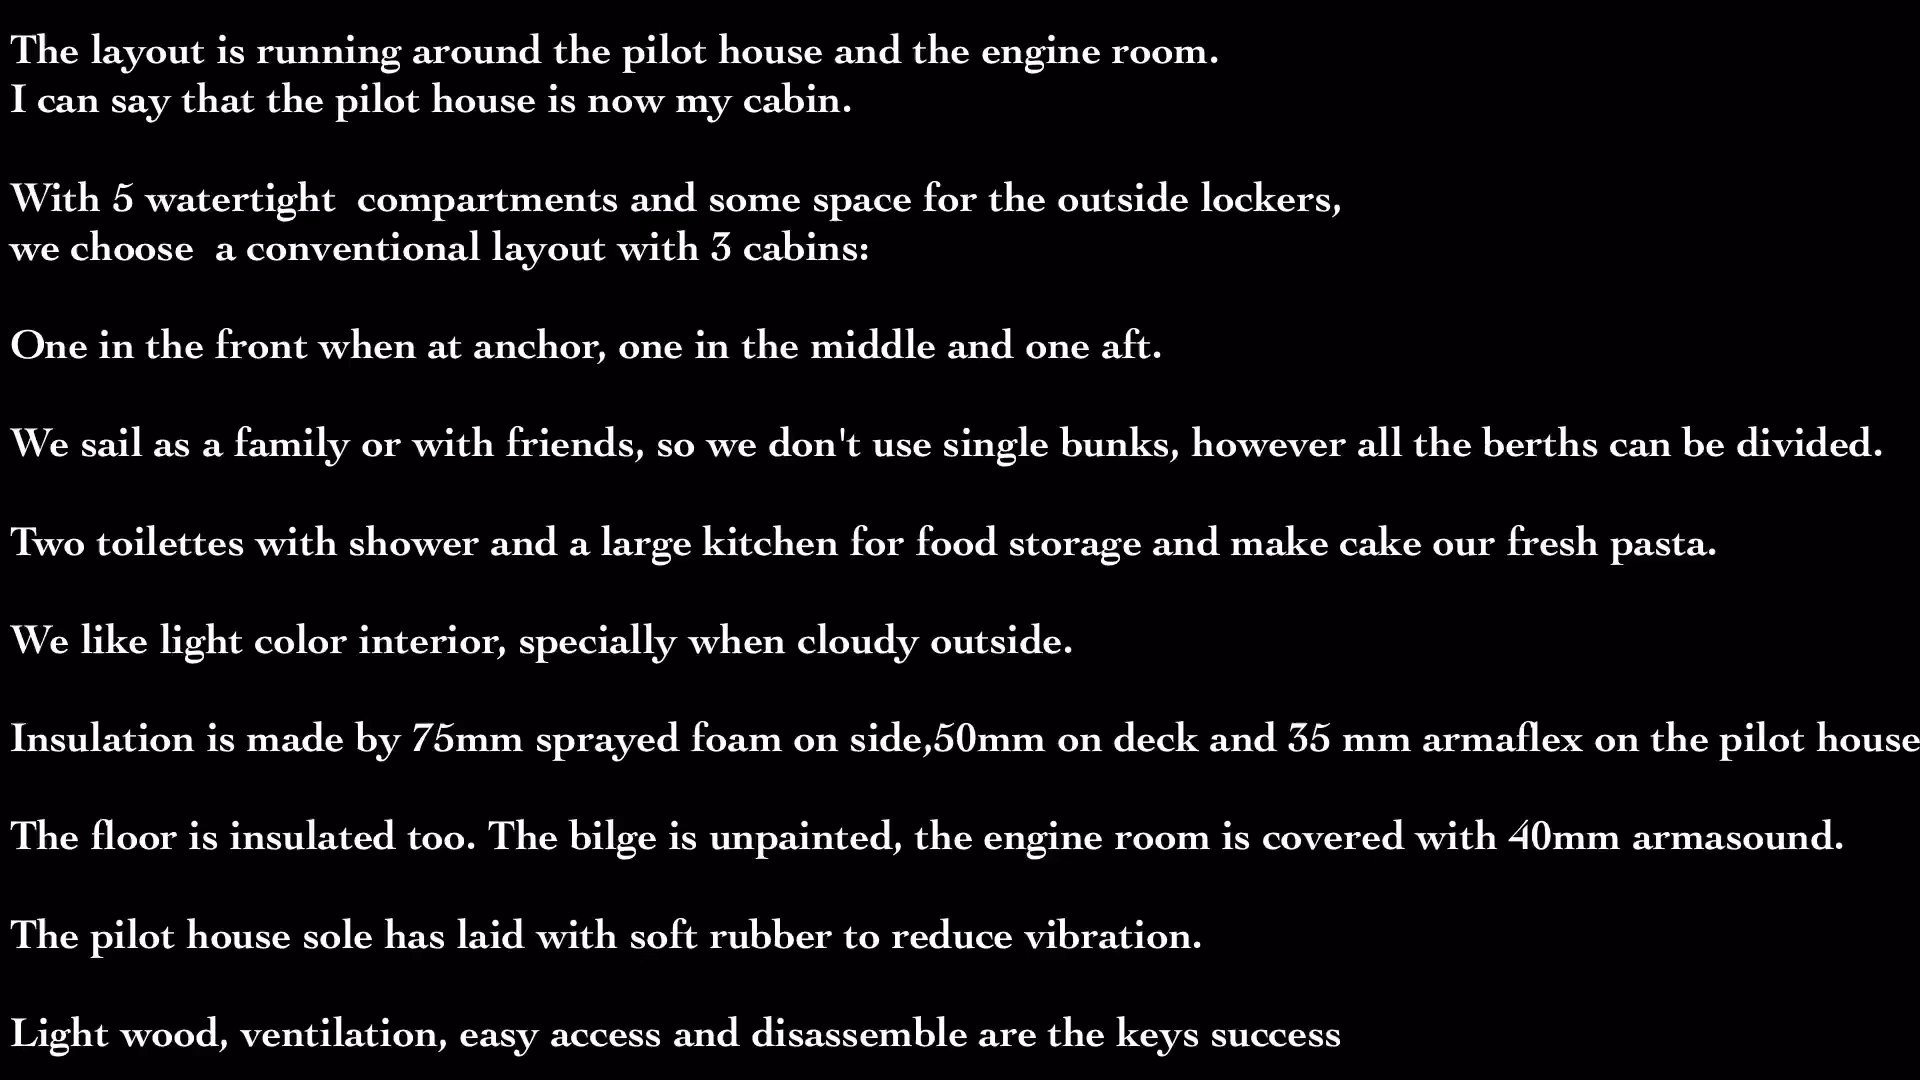 The layout is running around the pilot house and the engine room.
I can say that the pilot house is now my cabin.
With 5 watertight  compartments and some space for the outside lockers,
we choose  a conventional layout with 3 cabins:
One in the front when at anchor, one in the middle and one aft.
We sail as a family or with friends, so we don't use single bunks, however all the berths can be divided.
Two toilettes with shower and a large kitchen for food storage and make cake our fresh pasta.
We like light color interior, specially when cloudy outside.
Insulation is made by 75mm sprayed foam on side,50mm on deck and 35 mm armaflex on the pilot house
The floor is insulated too. The bilge is unpainted, the engine room is covered with 40mm armasound.
The pilot house sole has laid with soft rubber to reduce vibration.
Light wood, ventilation, easy access and disassemble are the keys success